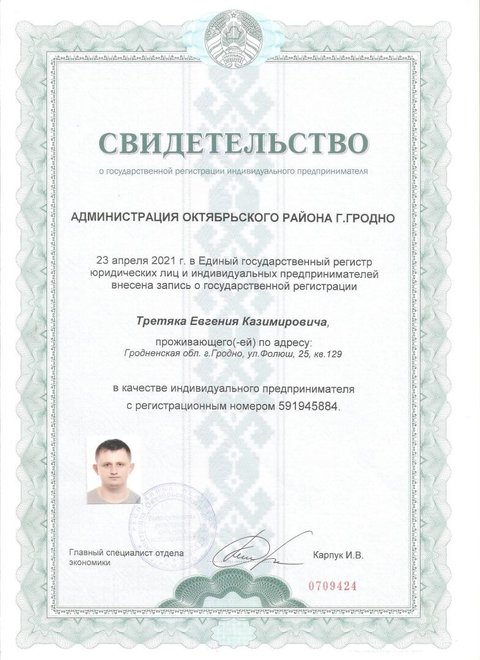 СВИДЕТЕЛЬСТВО
о государственной регистрации индивидуального предпринимателя
АДМИНИСТРАЦИЯ ОКТЯБРЬСКОГО РАЙОНА Г.ГРОДНО
23 апреля 2021 г. в Единый государственный регистр
юридических лиц и индивидуальных предпринимателей
внесена запись о государственной регистрации
Третяка Евгения Казимировича,
проживающего(-ей) по адресу:
Гродненская обл. г.Гродно, ул.Фолюш, 25, кв.129
в качестве индивидуального предпринимателя
с регистрационным номером 591945884.
Главный специалист отдела
экономики
Карпук И.В.
0709424